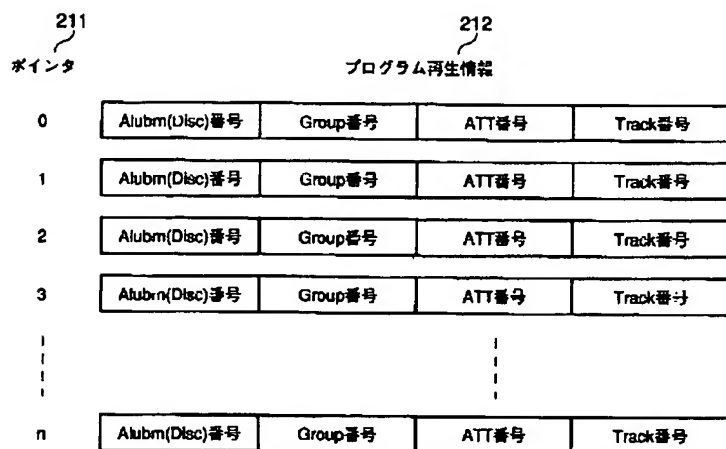 211 212
ポインタ プログラム再生情報
0 Alubm(Disc)番号 Group番号 ATT番号 Track番号
1 Alubm(Disc)番号 Group番号 ATT番号 Track番号
2 Alubm(Disc)番号 Group番号 ATT番号 Track番号
3 Alubm(Disc)番号 Group番号 ATT番号 Track番号
n Alubm(Disc)番号 Group番号 ATT番号 Track番号